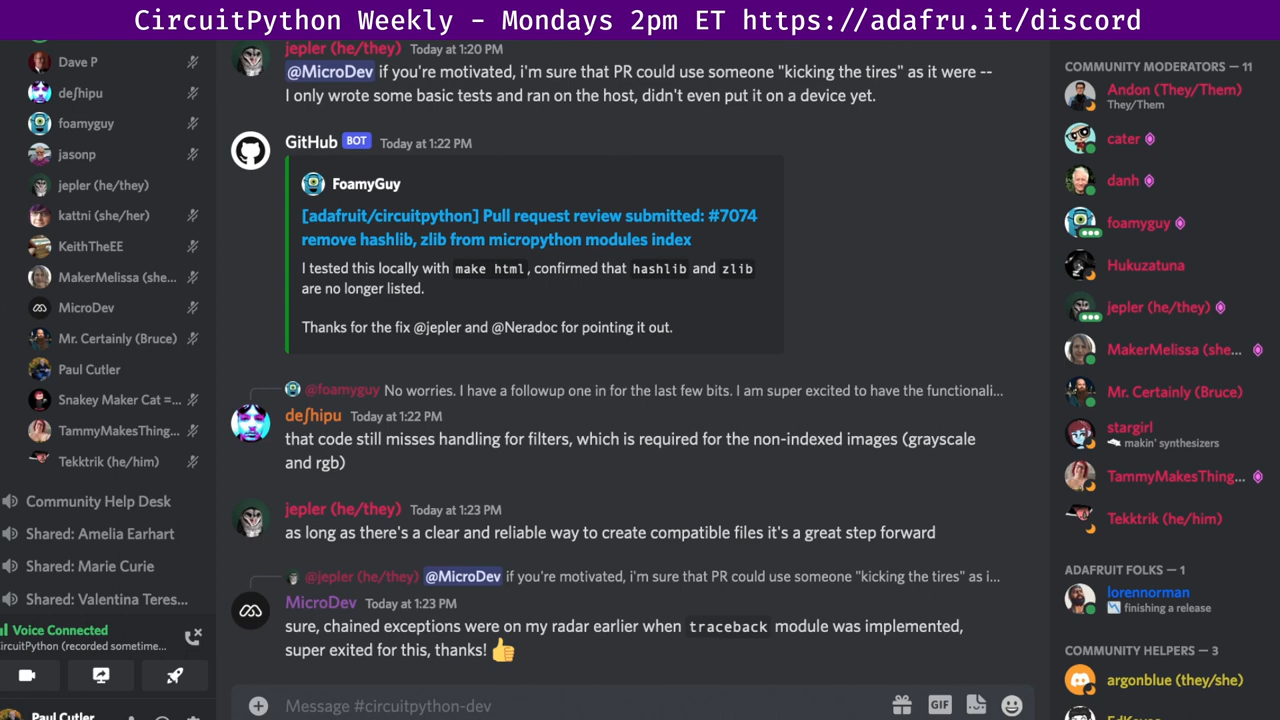 CircuitPython Weekly - Mondays 2pm ET https://adafru.it/discord
Dave P
deʃhipu
foamyguy
jasonp
jepler (he/they)
kattni (she/her)
KeithTheEE
MakerMelissa (she...
MicroDev
Mr. Certainly (Bruce)
Paul Cutler
Snakey Maker Cat =...
TammyMakesThing...
Tekktrik (he/him)
Community Help Desk
Shared: Amelia Earhart
Shared: Marie Curie
Shared: Valentina Teres...
Voice Connected
CircuitPython (recorded sometime...
Paul Cutler
jepler (he/they) Today at 1:20 PM
@MicroDev if you're motivated, i'm sure that PR could use someone "kicking the tires" as it were --
I only wrote some basic tests and ran on the host, didn't even put it on a device yet.
GitHub BOT Today at 1:22 PM
FoamyGuy
[adafruit/circuitpython] Pull request review submitted: #7074
remove hashlib, zlib from micropython modules index
I tested this locally with make html, confirmed that hashlib and zlib
are no longer listed.
Thanks for the fix @jepler and @Neradoc for pointing it out.
@foamyguy No worries. I have a followup one in for the last few bits. I am super excited to have the functionali...
deʃhipu Today at 1:22 PM
that code still misses handling for filters, which is required for the non-indexed images (grayscale
and rgb)
jepler (he/they) Today at 1:23 PM
as long as there's a clear and reliable way to create compatible files it's a great step forward
@jepler (he/they) @MicroDev if you're motivated, i'm sure that PR could use someone "kicking the tires" as i...
MicroDev Today at 1:23 PM
sure, chained exceptions were on my radar earlier when traceback module was implemented,
super exited for this, thanks! 👍
Message #circuitpython-dev
GIF
COMMUNITY MODERATORS — 11
Andon (They/Them)
They/Them
cater
danh
foamyguy
Hukuzatuna
jepler (he/they)
MakerMelissa (she...
Mr. Certainly (Bruce)
stargirl
makin' synthesizers
TammyMakesThing...
Tekktrik (he/him)
ADAFRUIT FOLKS — 1
lorennorman
finishing a release
COMMUNITY HELPERS — 3
argonblue (they/she)